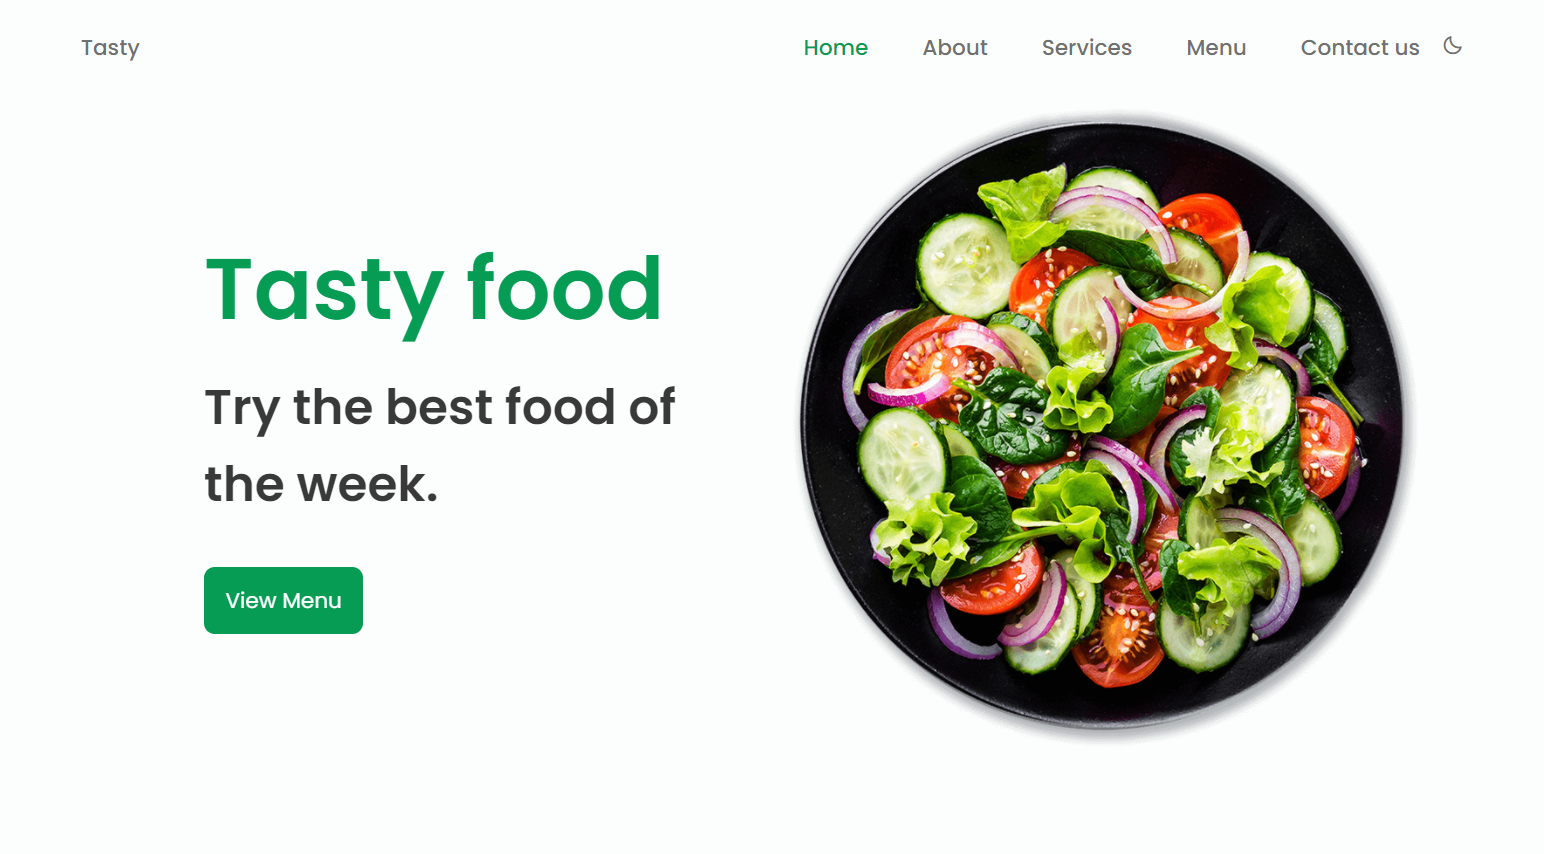 Tasty
Home About Services Menu Contact us
Tasty food
Try the best food of
the week.
View Menu